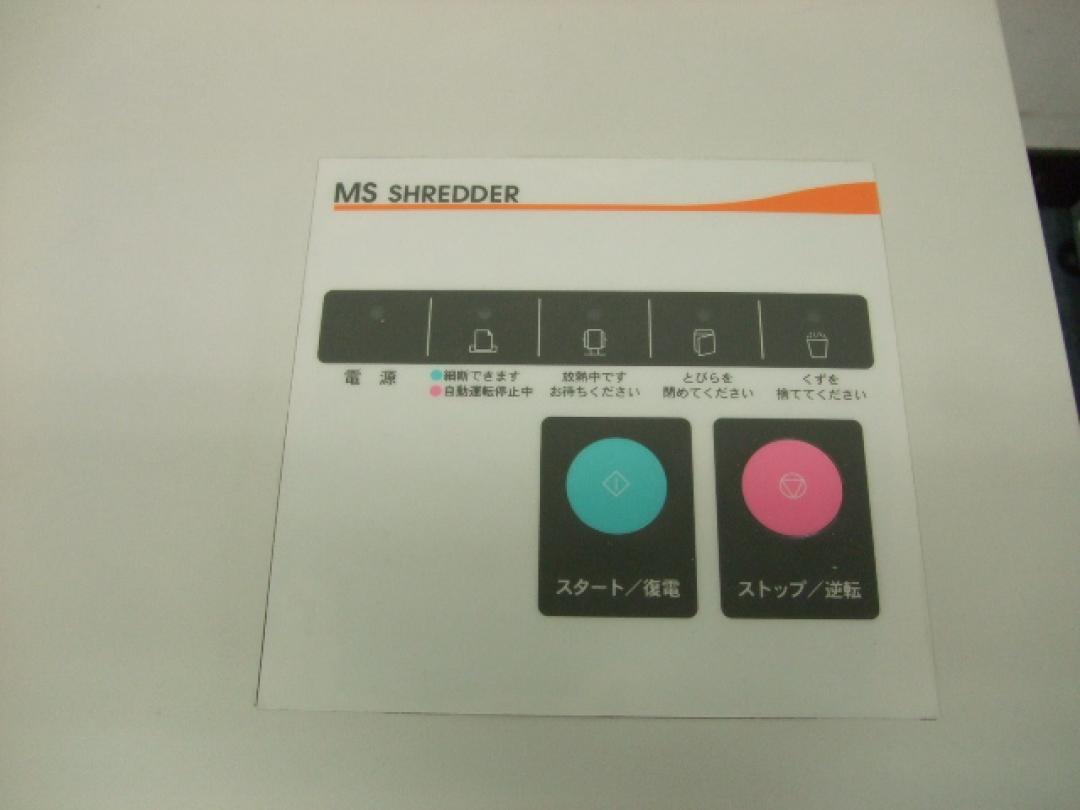 MS SHREDDER
電源
細断できます
自動運転停止中
放熱中です
お待ちください
とびらを
閉めてください
くずを
捨ててください
スタート／復電
ストップ／逆転